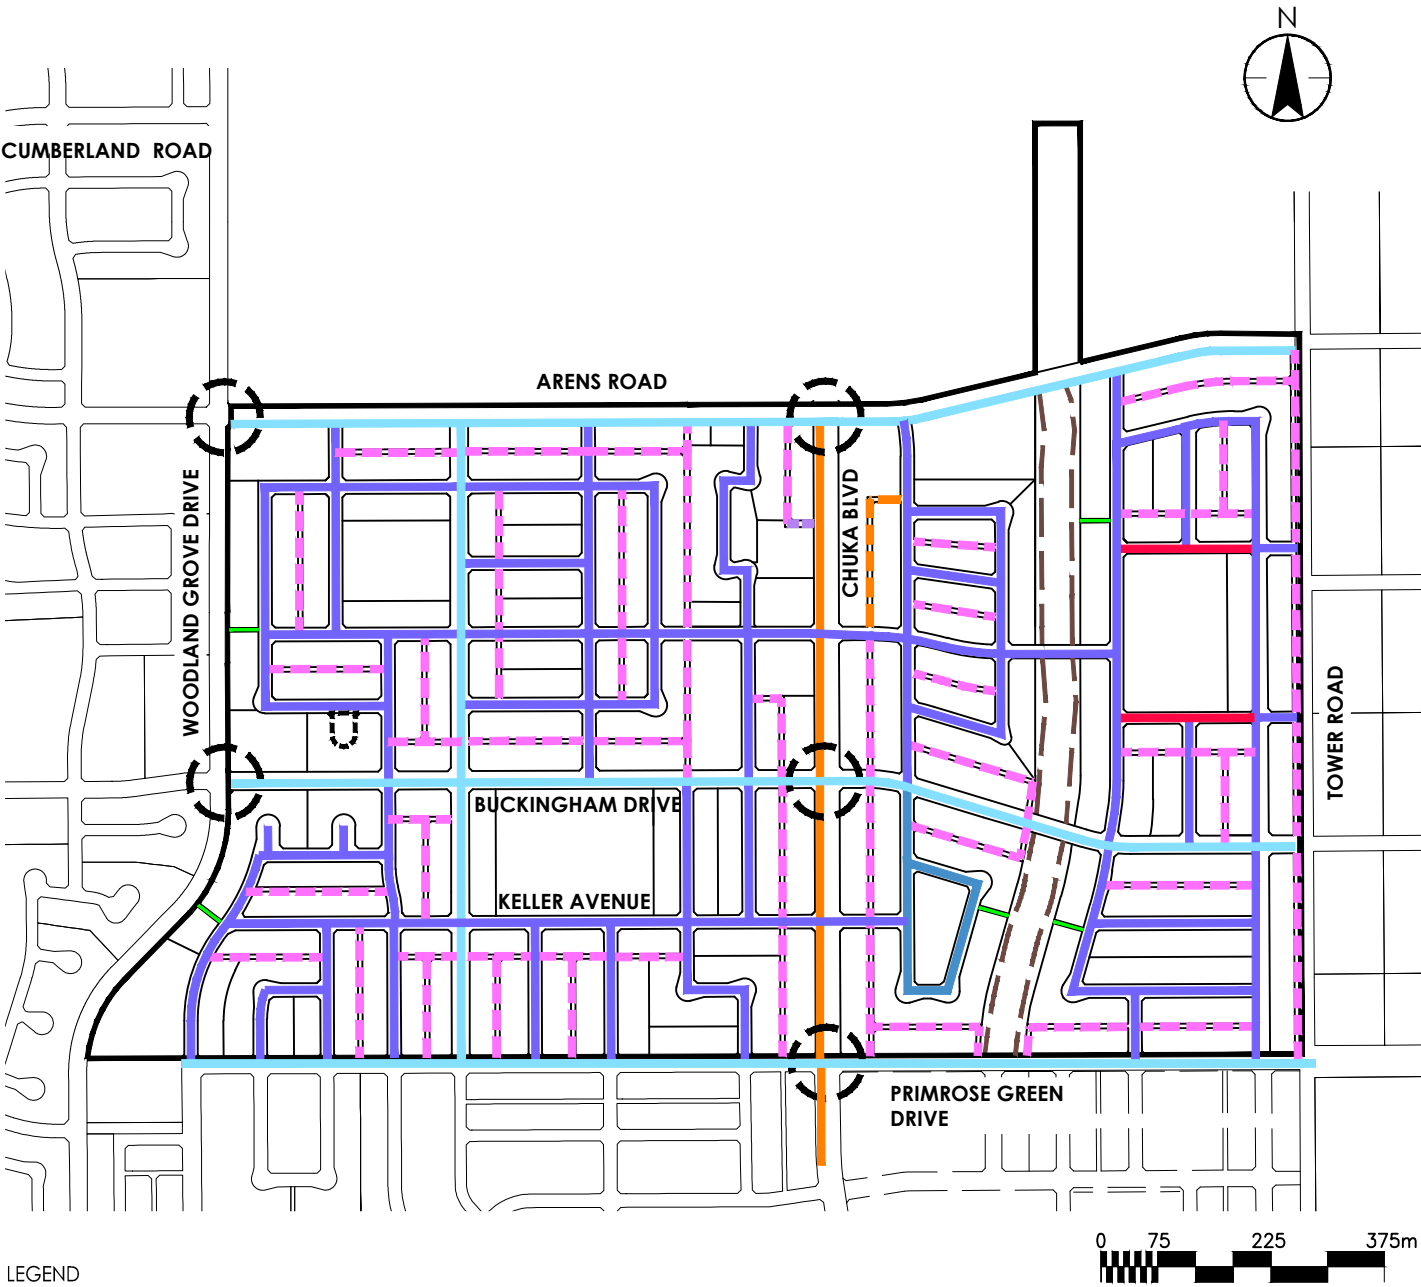 N
CUMBERLAND ROAD
ARENS ROAD
WOODLAND GROVE DRIVE
CHUKA BLVD
TOWER ROAD
BUCKINGHAM DRIVE
KELLER AVENUE
PRIMROSE GREEN
DRIVE
0 75 225 375m
LEGEND